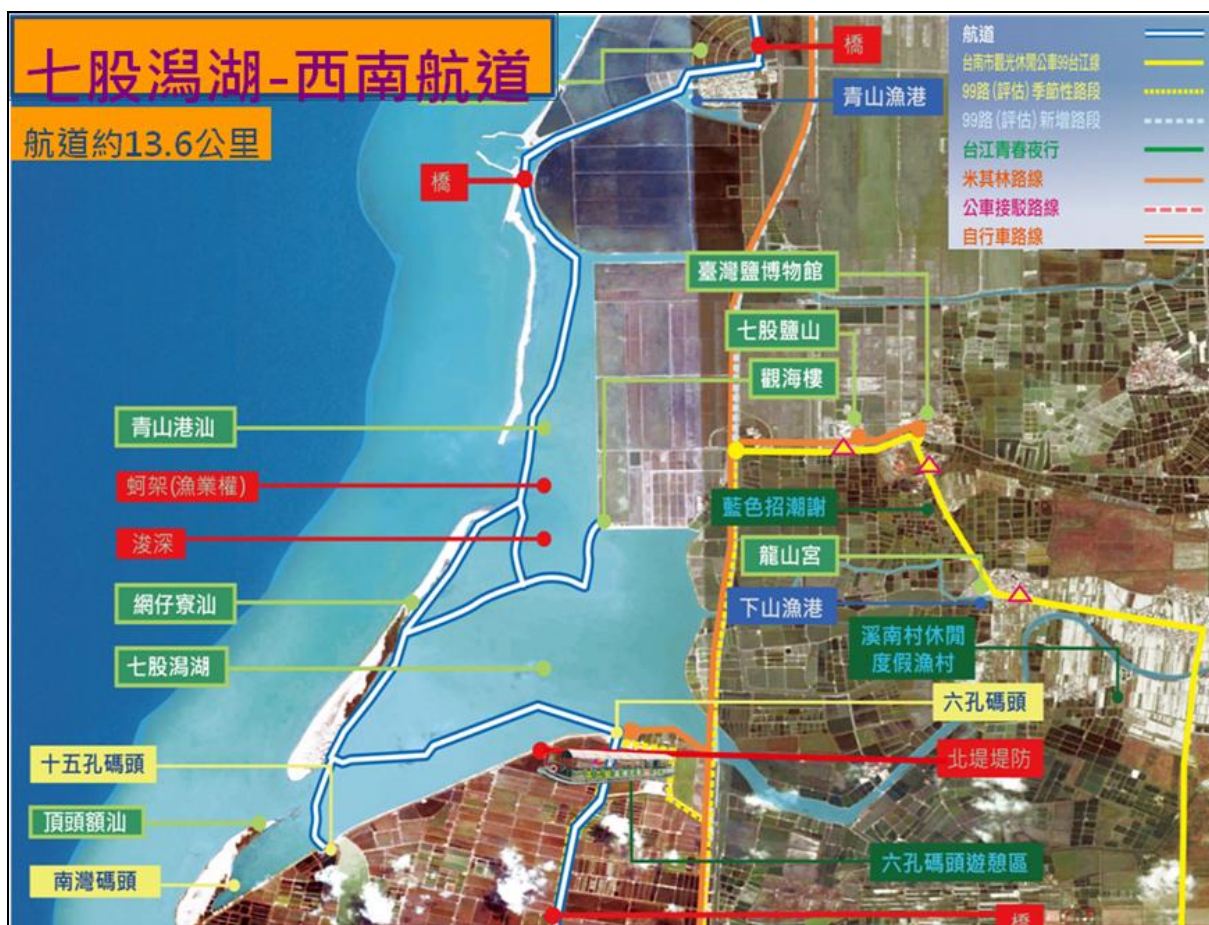 七股潟湖-西南航道
航道約13.6公里
航道
台南市觀光休閒公車99台江線
99路(評估)季節性路段
99路(評估)新增路段
台江青春夜行
米其林路線
公車接駁路線
自行車路線
橋
青山漁港
橋
臺灣鹽博物館
七股鹽山
觀海樓
青山港汕
蚵架(漁業權)
浚深
網仔寮汕
七股潟湖
藍色招潮謝
龍山宮
下山漁港
溪南村休閒
度假漁村
六孔碼頭
北堤堤防
十五孔碼頭
頂頭額汕
南灣碼頭
六孔碼頭遊憩區
橋